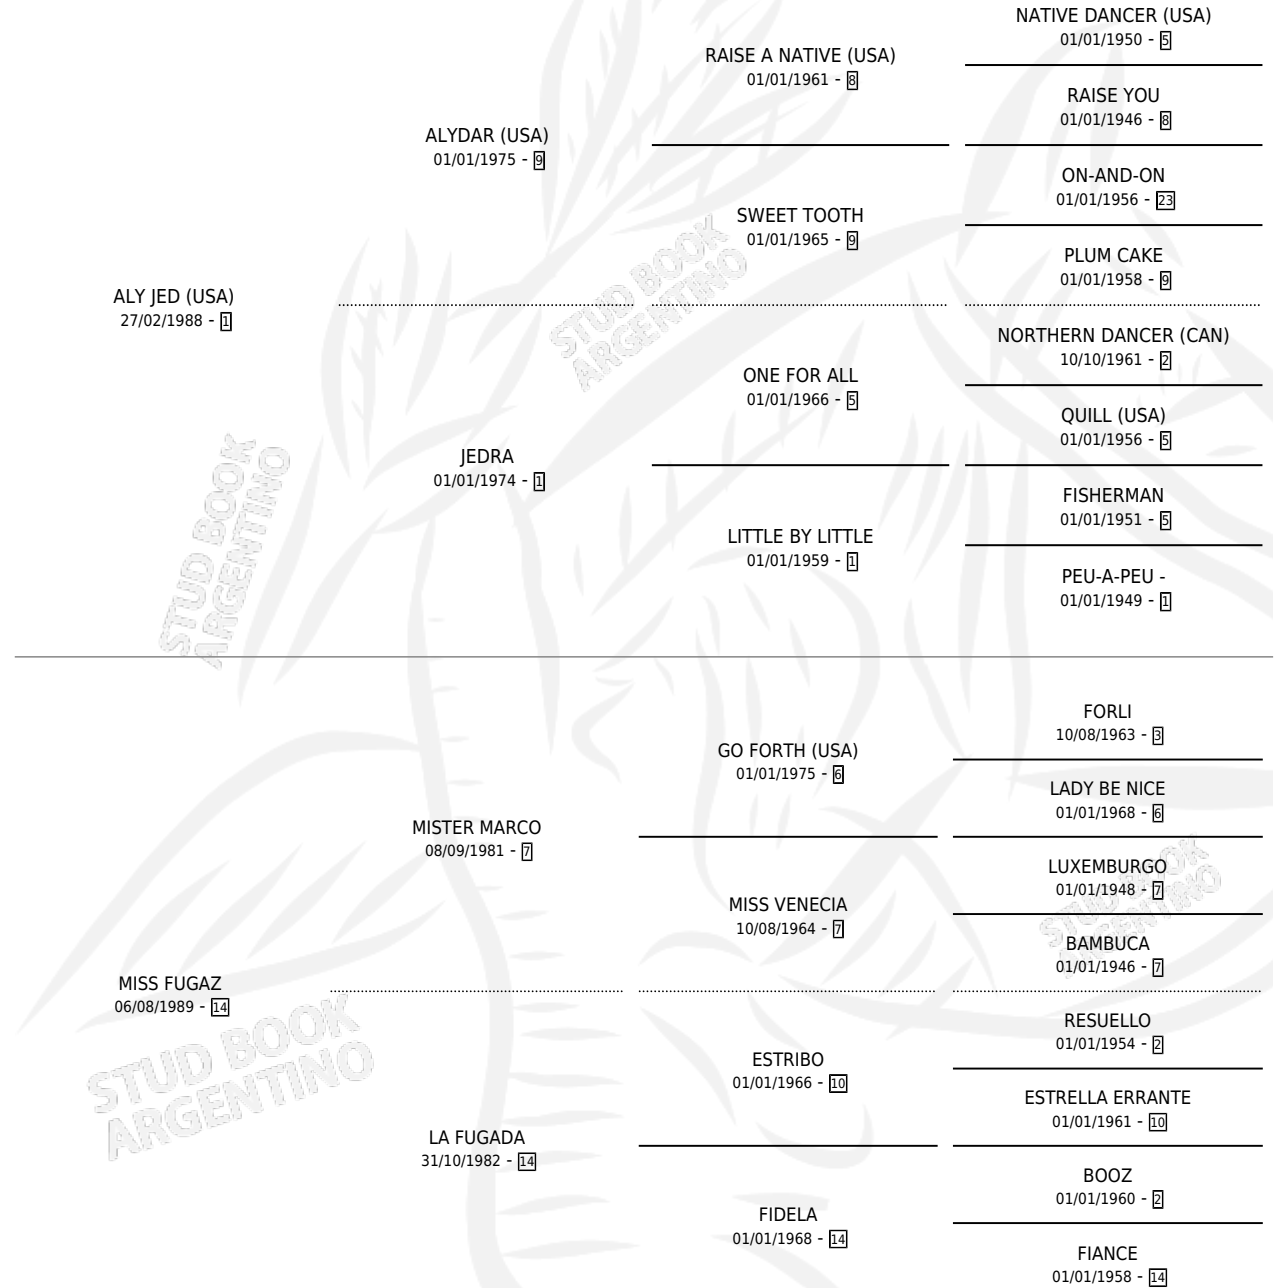 NATIVE DANCER (USA)
01/01/1950 - 5
RAISE A NATIVE (USA)
01/01/1961 - 8
RAISE YOU
01/01/1946 - 8
ALYDAR (USA)
01/01/1975 - 9
ON-AND-ON
01/01/1956 - 23
SWEET TOOTH
01/01/1965 - 9
PLUM CAKE
01/01/1958 - 9
ALY JED (USA)
27/02/1988 - 1
STUD BOOK
ARGENTINO
NORTHERN DANCER (CAN)
10/10/1961 - 2
ONE FOR ALL
01/01/1966 - 5
QUILL (USA)
01/01/1956 - 5
JEDRA
01/01/1974 - 1
FISHERMAN
01/01/1951 - 5
LITTLE BY LITTLE
01/01/1959 - 1
PEU-A-PEU -
01/01/1949 - 1
STUD BOOK
ARGENTINO
FORLI
10/08/1963 - 3
GO FORTH (USA)
01/01/1975 - 6
LADY BE NICE
01/01/1968 - 6
MISTER MARCO
08/09/1981 - 7
LUXEMBURGO
01/01/1948 - 7
MISS VENECIA
10/08/1964 - 7
BAMBUCA
01/01/1946 - 7
STUD BOOK
ARGENTINO
MISS FUGAZ
06/08/1989 - 14
RESUELLO
01/01/1954 - 2
ESTRIBO
01/01/1966 - 10
ESTRELLA ERRANTE
01/01/1961 - 10
STUD BOOK
ARGENTINO
LA FUGADA
31/10/1982 - 14
BOOZ
01/01/1960 - 2
FIDELA
01/01/1968 - 14
FIANCE
01/01/1958 - 14